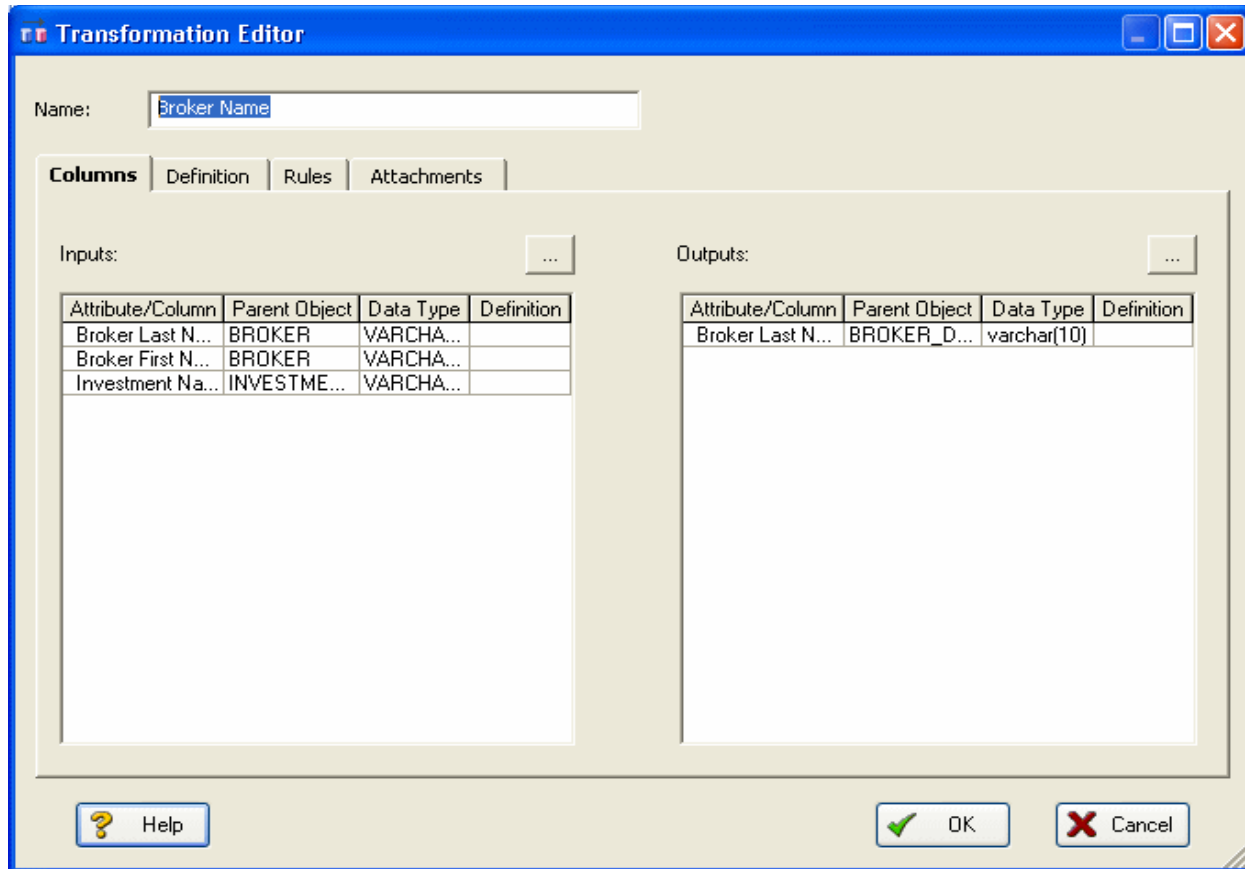 Transformation Editor
Name: Broker Name
Columns Definition Rules Attachments
Inputs: ... Outputs: ...
Attribute/Column Parent Object Data Type Definition Attribute/Column Parent Object Data Type Definition
Broker Last N... BROKER VARCHA... Broker Last N... BROKER_D... varchar(10)
Broker First N... BROKER VARCHA...
Investment Na... INVESTME... VARCHA...
Help OK Cancel